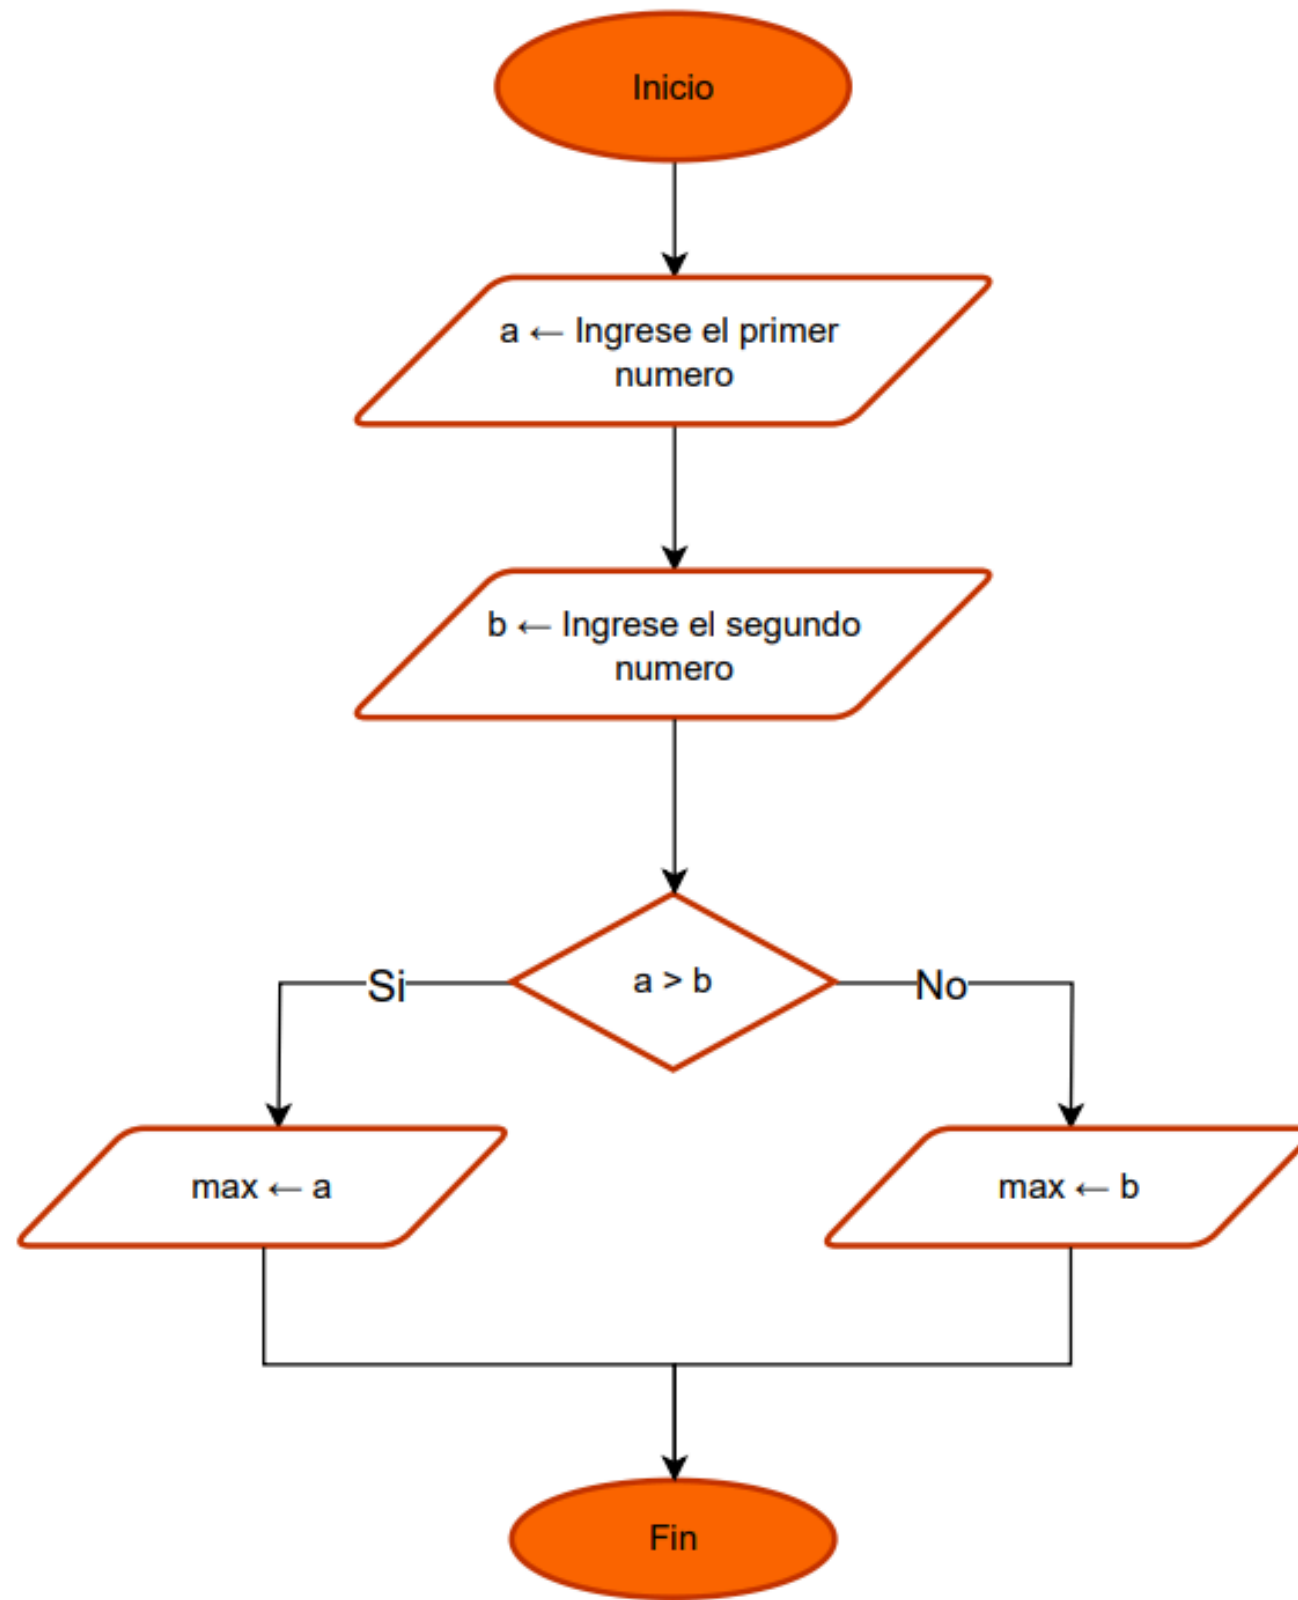 Inicio
a ← Ingrese el primer
numero
b ← Ingrese el segundo
numero
a > b
Si
No
max ← a
max ← b
Fin